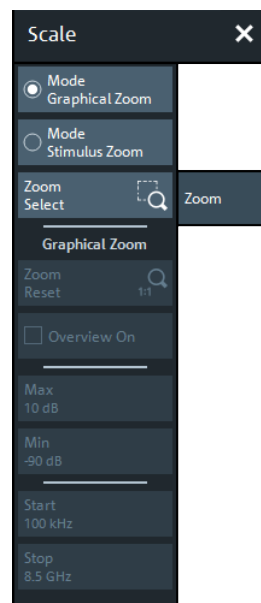 Scale
Mode
Graphical Zoom
Mode
Stimulus Zoom
Zoom
Select
Zoom
Graphical Zoom
Zoom
Reset
1:1
Overview On
Max
10 dB
Min
-90 dB
Start
100 kHz
Stop
8.5 GHz